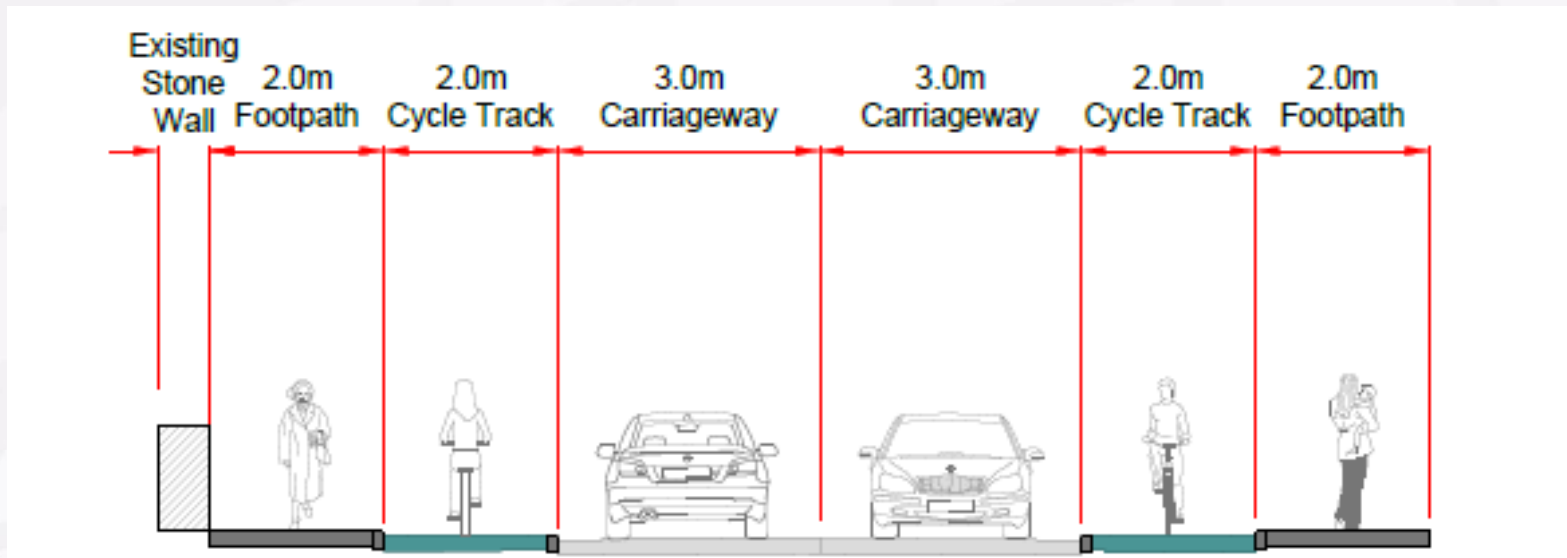 Existing
Stone
Wall
2.0m
Footpath
2.0m
Cycle Track
3.0m
Carriageway
3.0m
Carriageway
2.0m
Cycle Track
2.0m
Footpath